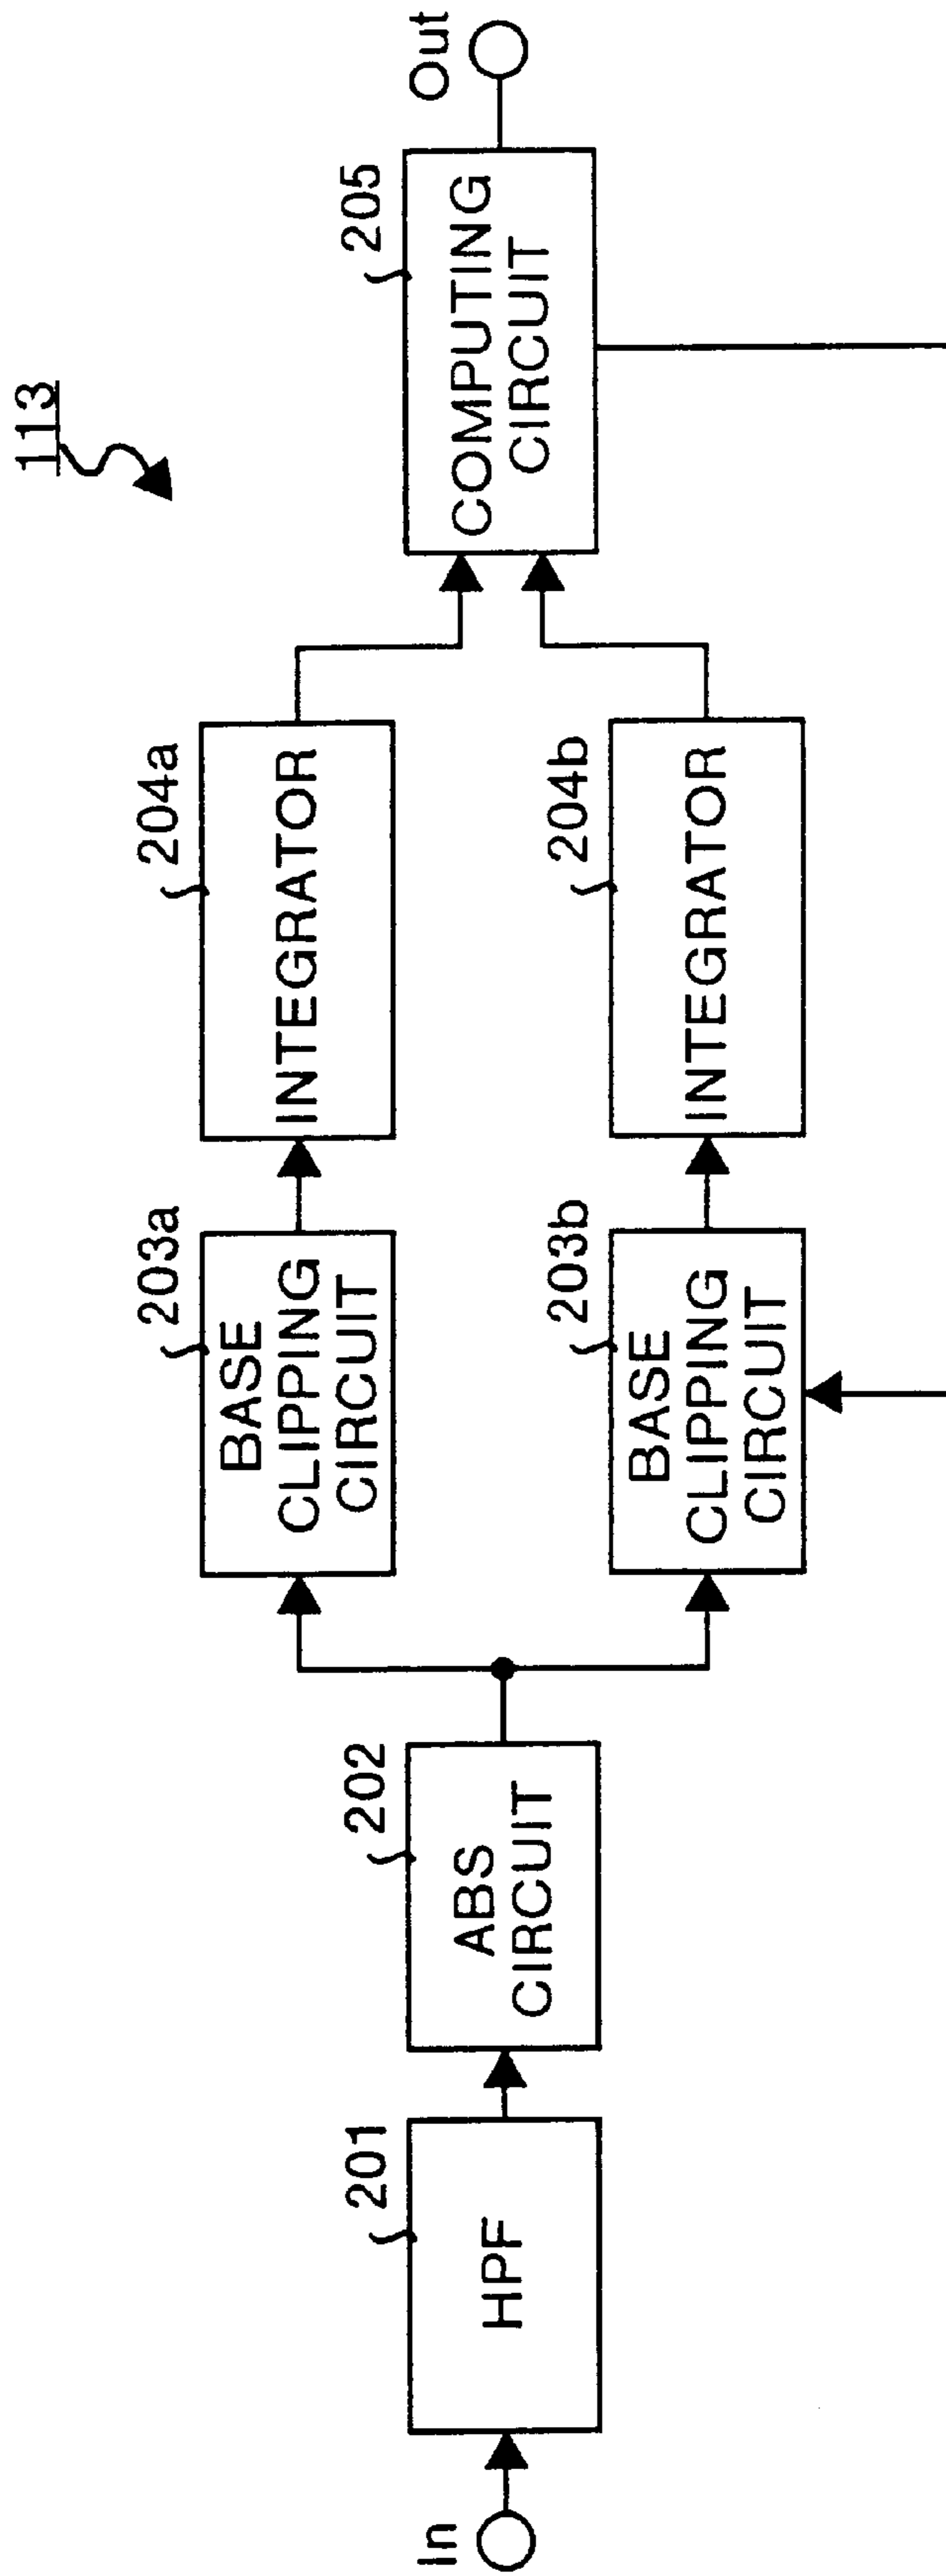 113
In
201
HPF
202
ABS
CIRCUIT
203a
BASE
CLIPPING
CIRCUIT
204a
INTEGRATOR
203b
BASE
CLIPPING
CIRCUIT
204b
INTEGRATOR
205
COMPUTING
CIRCUIT
Out